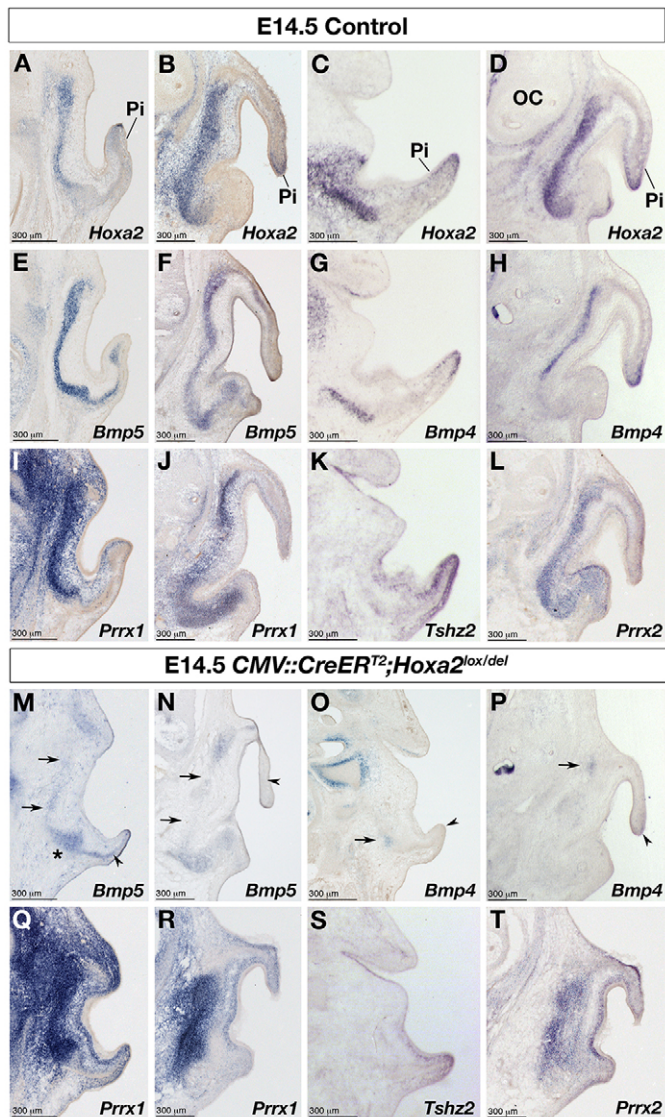 E14.5 Control
A B C D
Pi Pi Pi OC Pi
300 µm Hoxa2 300 µm Hoxa2 300 µm Hoxa2 300 µm Hoxa2
E F G H
300 µm Bmp5 300 µm Bmp5 300 µm Bmp4 300 µm Bmp4
I J K L
300 µm Prrx1 300 µm Prrx1 300 µm Tshz2 300 µm Prrx2
E14.5 CMV::CreERT2;Hoxa2lox/del
M N O P
*
300 µm Bmp5 300 µm Bmp5 300 µm Bmp4 300 µm Bmp4
Q R S T
300 µm Prrx1 300 µm Prrx1 300 µm Tshz2 300 µm Prrx2